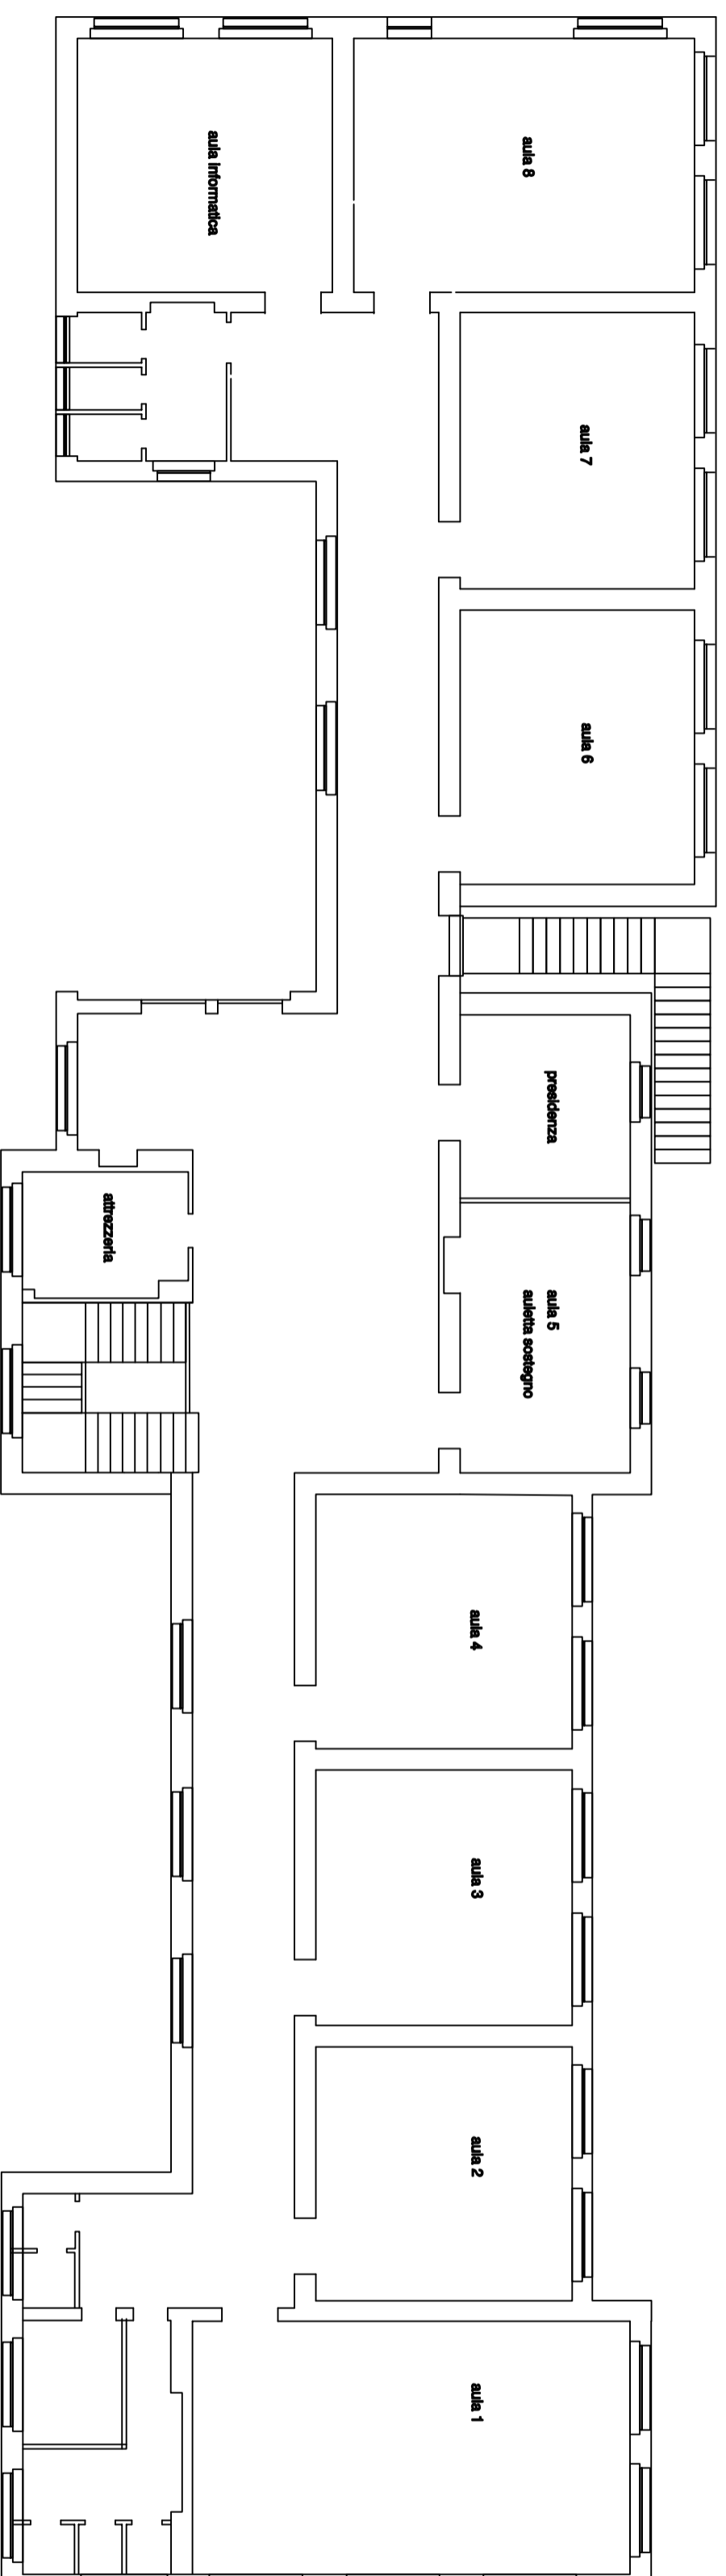 aula informatica
aula 8
aula 7
aula 6
presidenza
attrezzeria
aula 5
auletta sostegno
aula 4
aula 3
aula 2
aula 1